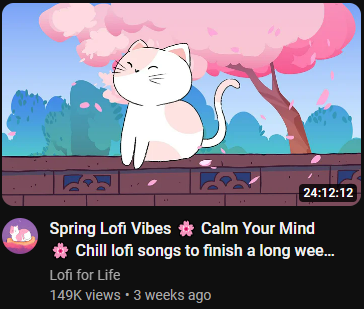 24:12:12
Spring Lofi Vibes 🌸 Calm Your Mind
🌸 Chill lofi songs to finish a long wee...
Lofi for Life
149K views • 3 weeks ago